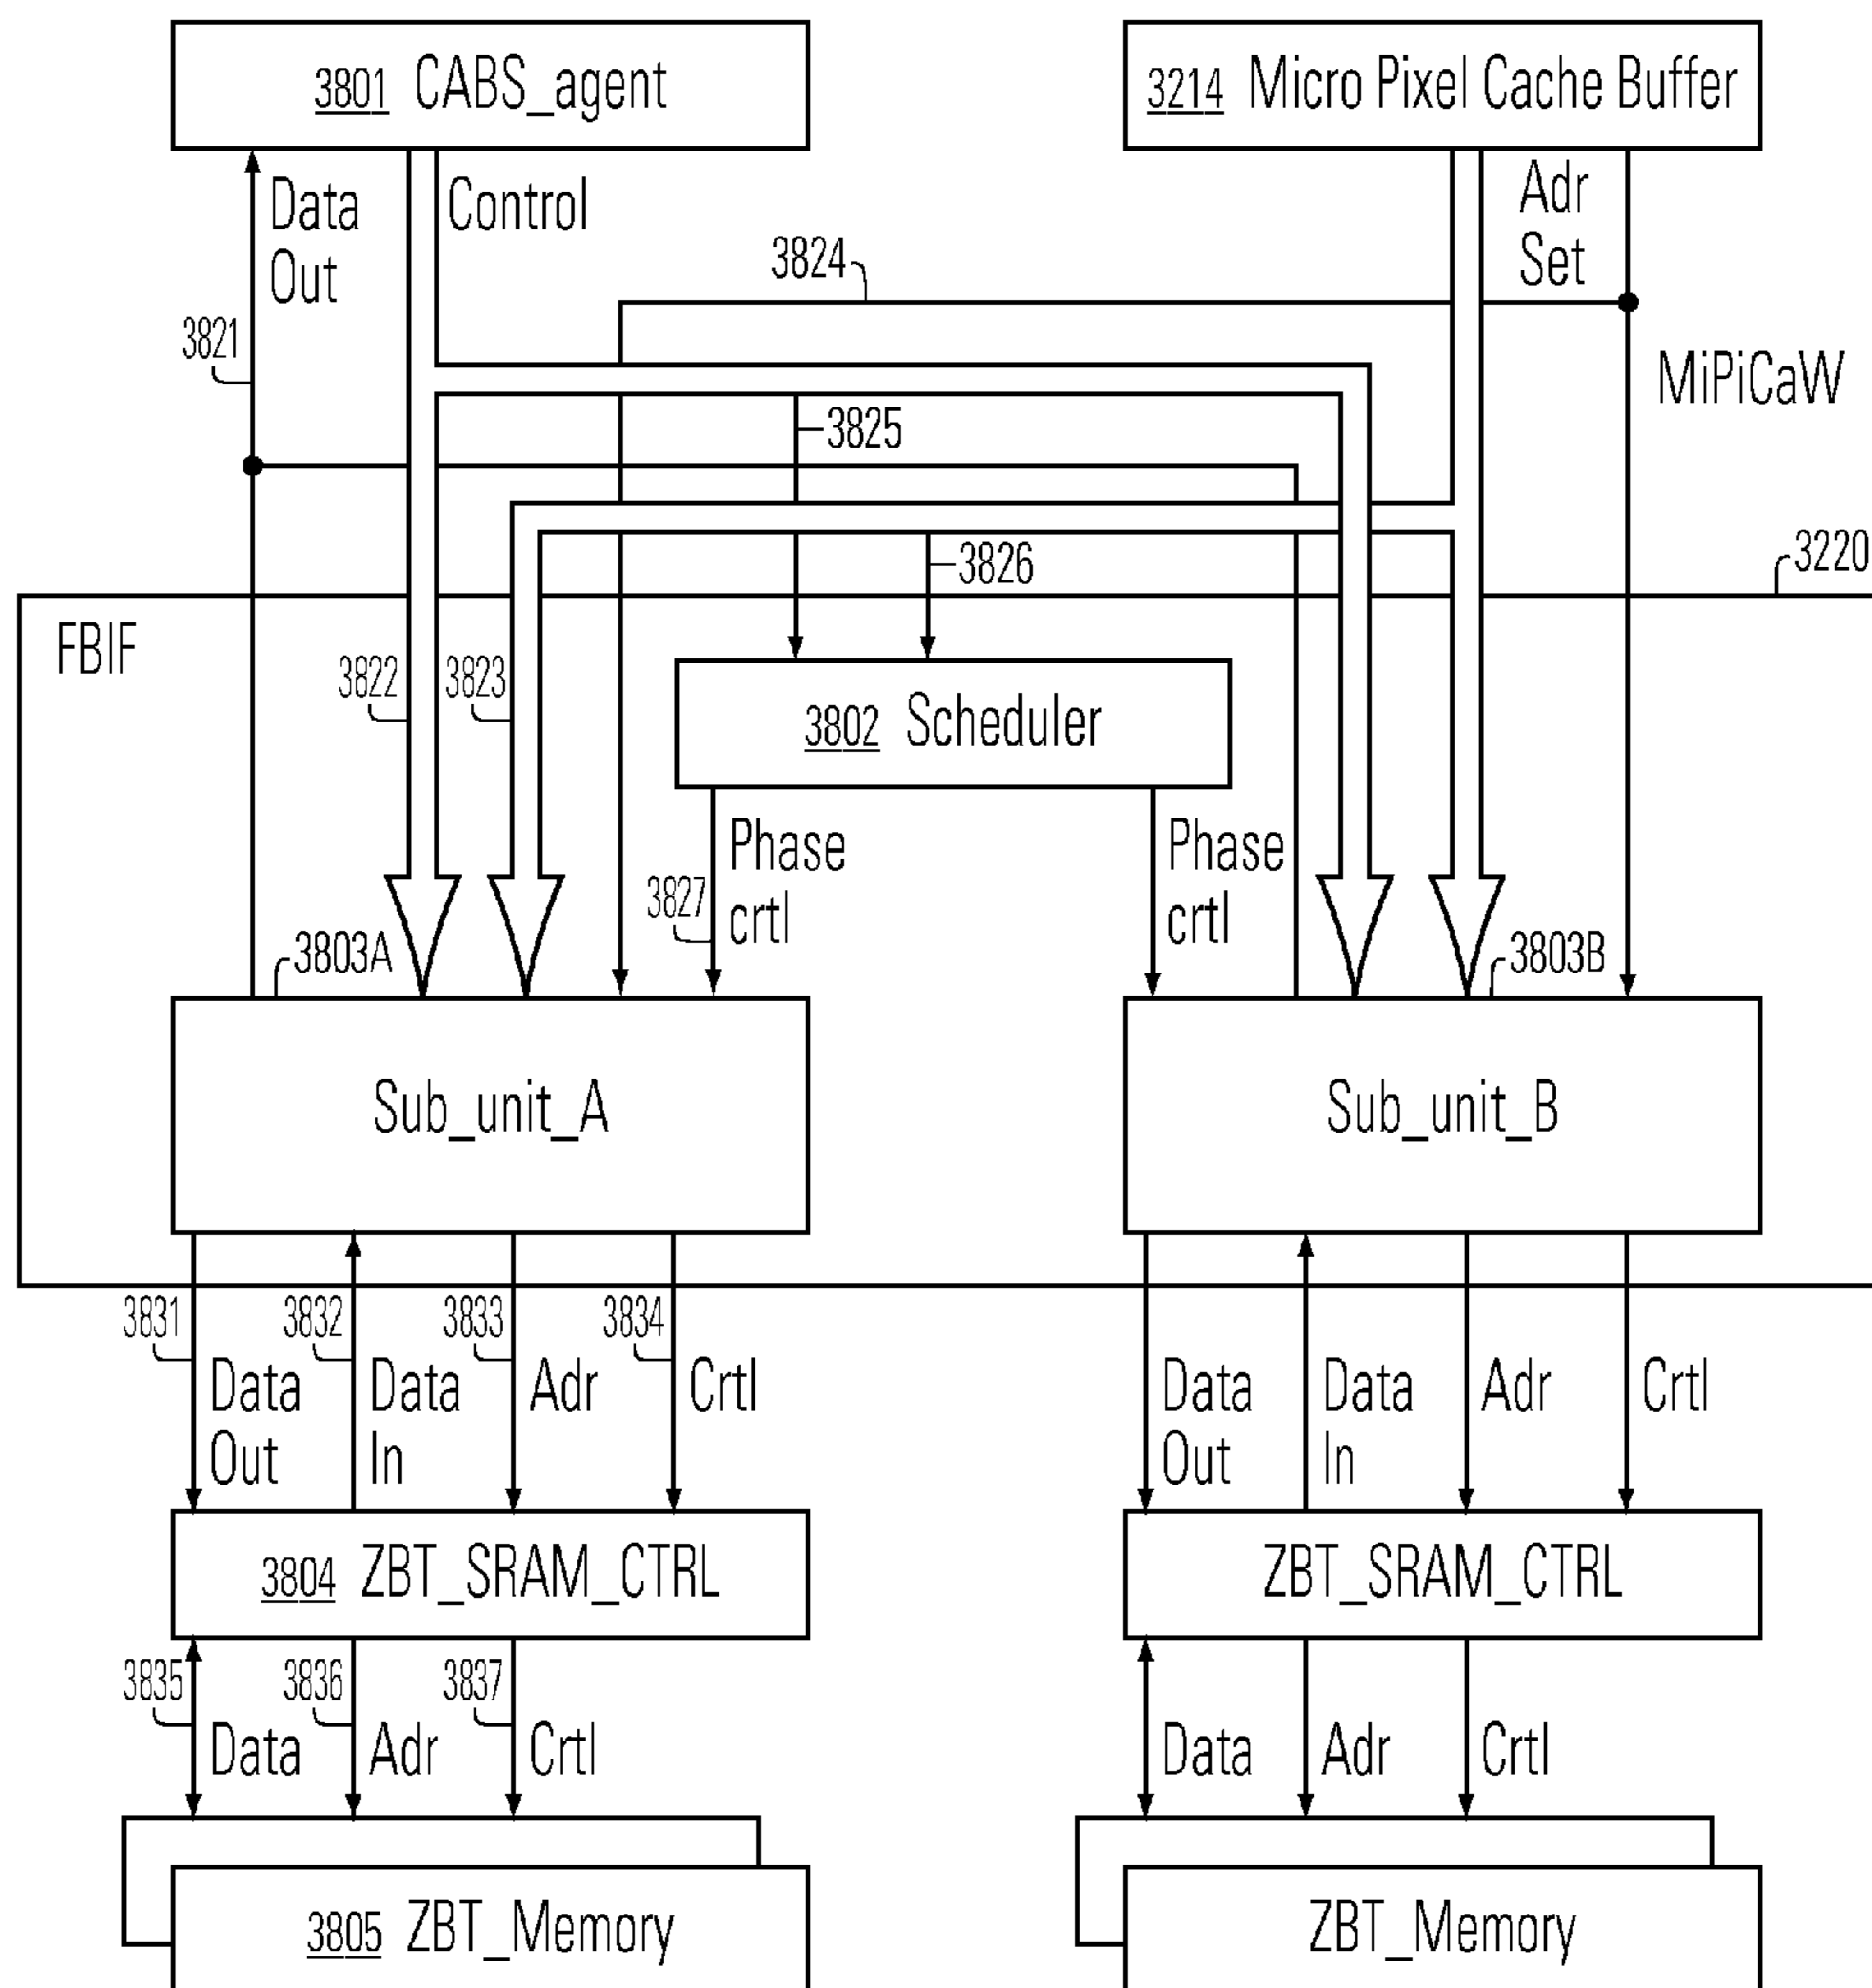 3801 CABS_agent
3214 Micro Pixel Cache Buffer
Data
Out
Control
Adr
Set
3824
3821
MiPiCaW
3825
3826
3220
FBIF
3822
3823
3802 Scheduler
Phase
crtl
3827
Phase
crtl
3803A
3803B
Sub_unit_A
Sub_unit_B
3831
3832
3833
3834
Data
Out
Data
In
Adr
Crtl
Data
Out
Data
In
Adr
Crtl
3804 ZBT_SRAM_CTRL
ZBT_SRAM_CTRL
3835
3836
3837
Data
Adr
Crtl
Data
Adr
Crtl
3805 ZBT_Memory
ZBT_Memory